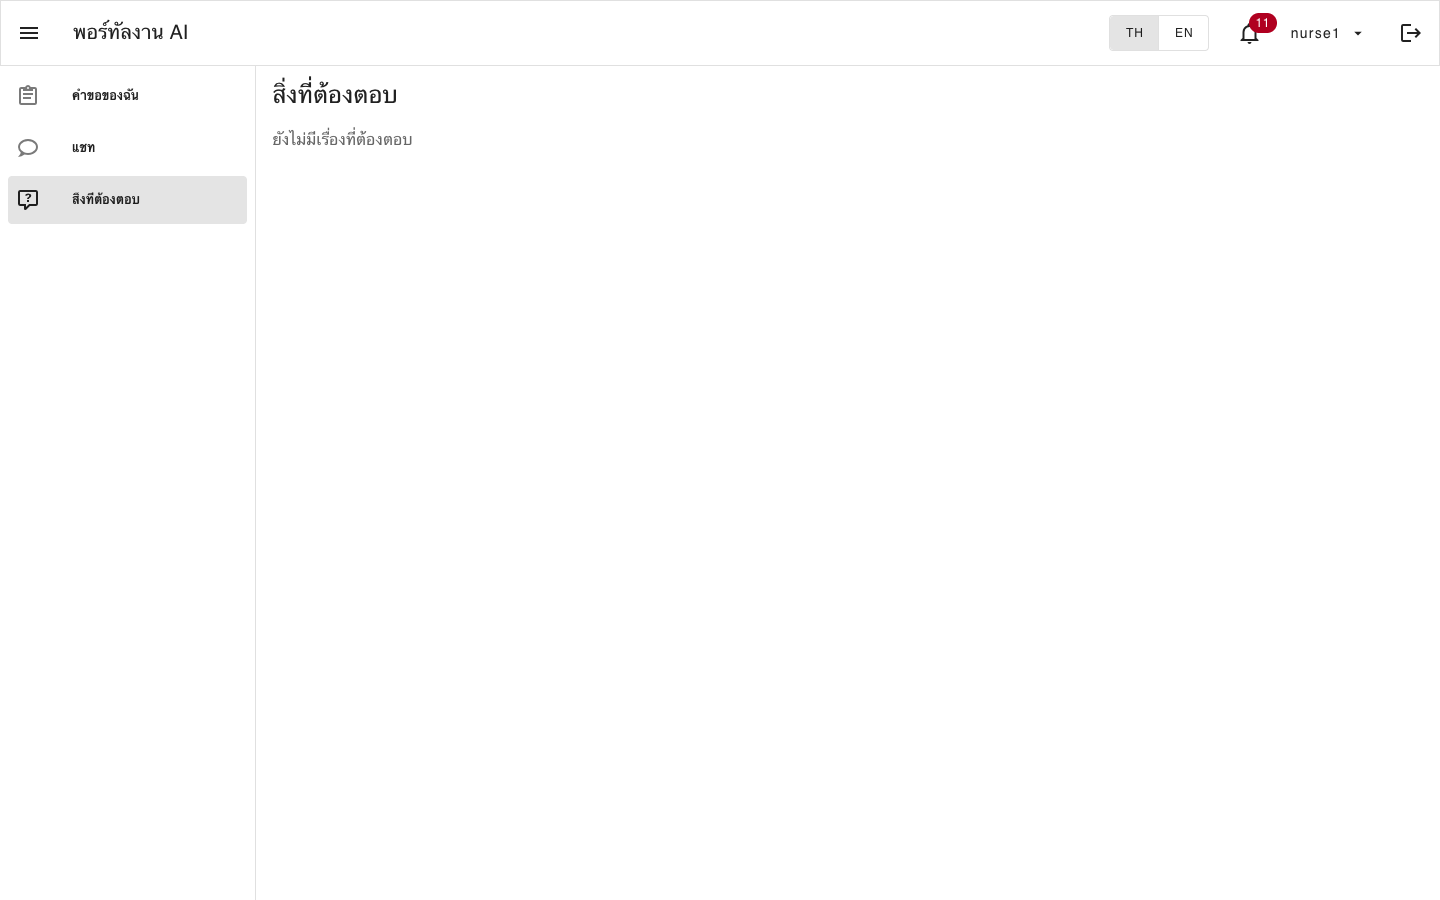 พอร์ทัลงาน AI
TH
EN
11
nurse1
คำขอของฉัน
แชท
สิ่งที่ต้องตอบ
สิ่งที่ต้องตอบ
ยังไม่มีเรื่องที่ต้องตอบ